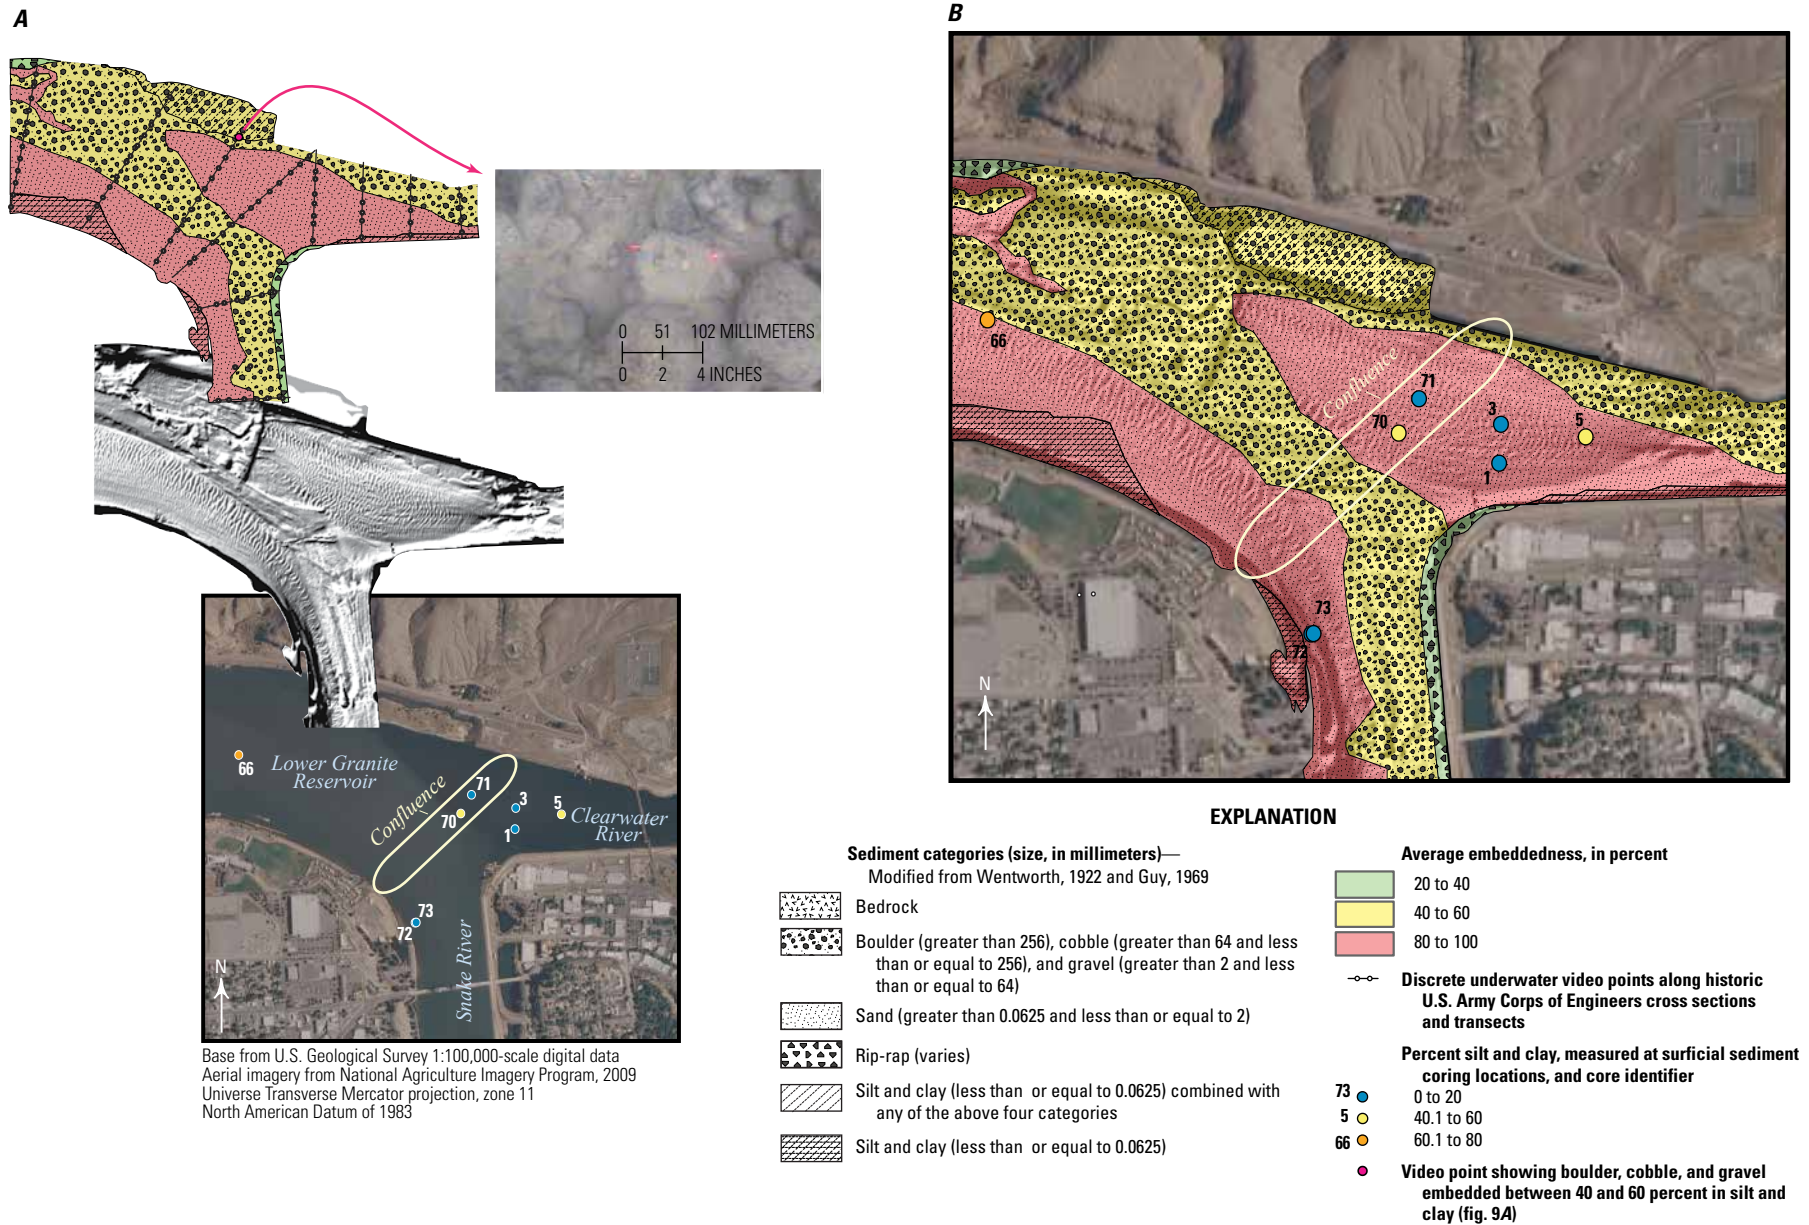 A
0 51 102 MILLIMETERS
0 2 4 INCHES
66
Lower Granite
Reservoir
Confluence
71
70
3
1
5
Clearwater
River
73
72
Snake River
N
Base from U.S. Geological Survey 1:100,000-scale digital data
Aerial imagery from National Agriculture Imagery Program, 2009
Universe Transverse Mercator projection, zone 11
North American Datum of 1983
B
66
Confluence
71
70
3
5
1
73
72
N
EXPLANATION
Sediment categories (size, in millimeters)—
Modified from Wentworth, 1922 and Guy, 1969
Bedrock
Boulder (greater than 256), cobble (greater than 64 and less
than or equal to 256), and gravel (greater than 2 and less
than or equal to 64)
Sand (greater than 0.0625 and less than or equal to 2)
Rip-rap (varies)
Silt and clay (less than or equal to 0.0625) combined with
any of the above four categories
Silt and clay (less than or equal to 0.0625)
Average embeddedness, in percent
20 to 40
40 to 60
80 to 100
Discrete underwater video points along historic
U.S. Army Corps of Engineers cross sections
and transects
Percent silt and clay, measured at surficial sediment
coring locations, and core identifier
73 0 to 20
5 40.1 to 60
66 60.1 to 80
Video point showing boulder, cobble, and gravel
embedded between 40 and 60 percent in silt and
clay (fig. 9A)